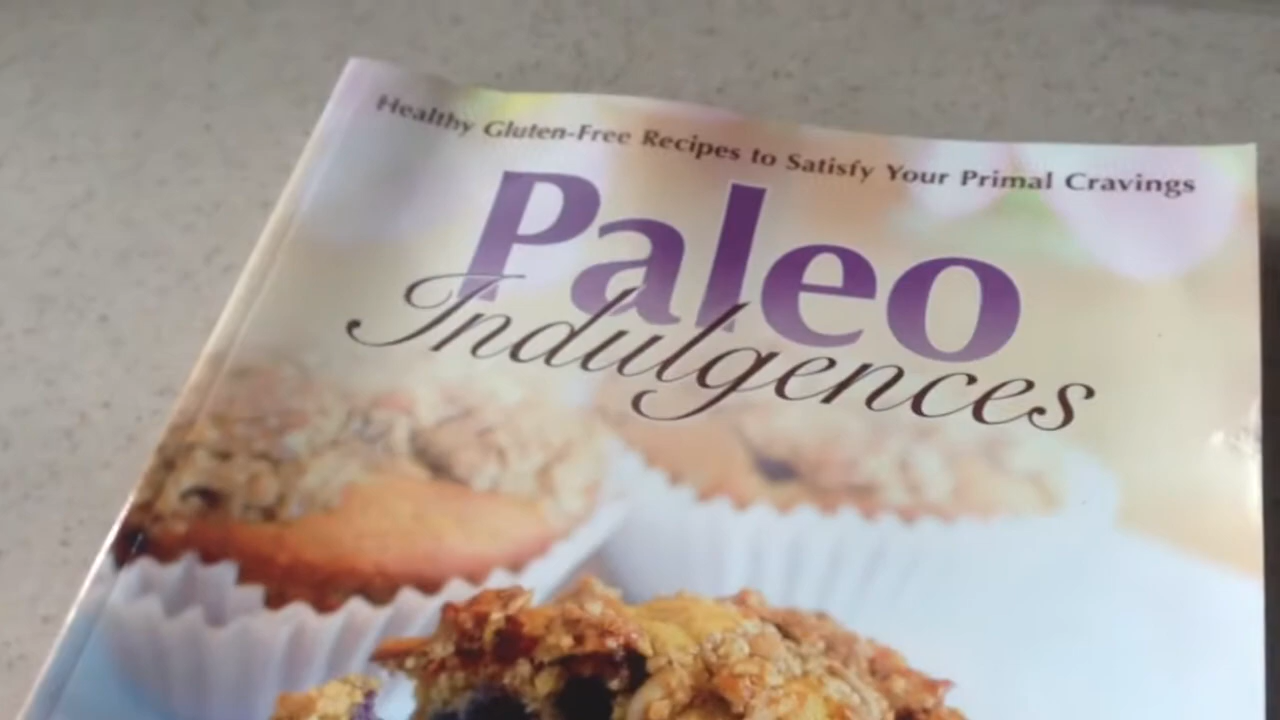 Healthy Gluten-Free Recipes to Satisfy Your Primal Cravings
Paleo
Indulgences